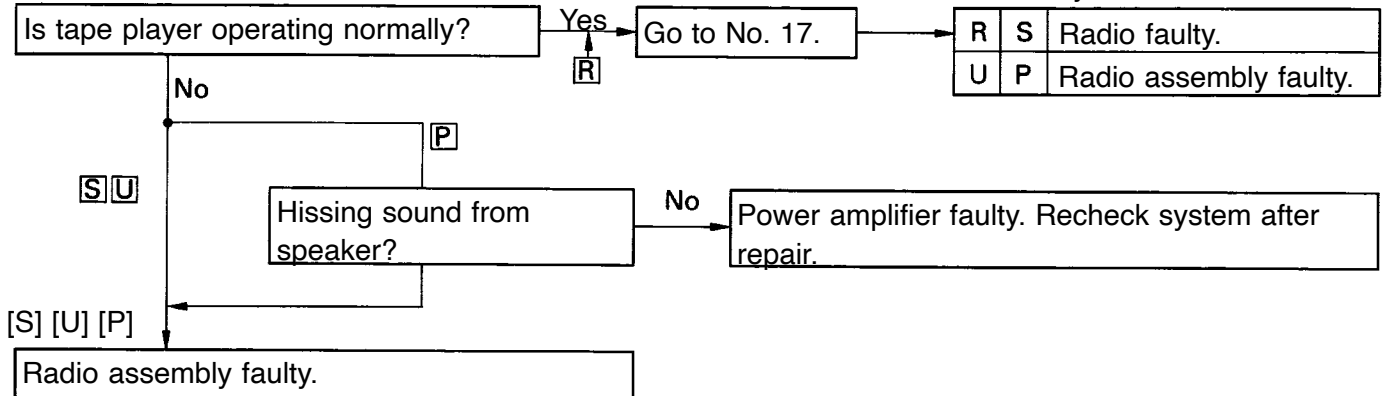 Is tape player operating normally?
Yes
Go to No. 17.
R S Radio faulty.
U P Radio assembly faulty.
R
No
P
S U
Hissing sound from
speaker?
No
Power amplifier faulty. Recheck system after
repair.
[S] [U] [P]
Radio assembly faulty.